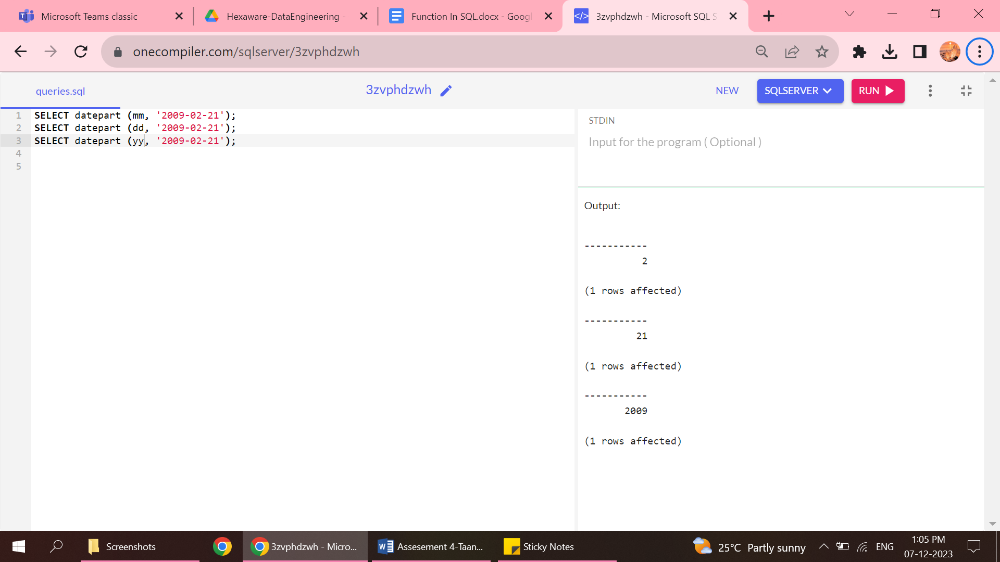 Microsoft Teams classic
Hexaware-DataEngineering -
Function In SQL.docx - Googl
</> 3zvphdzwh - Microsoft SQL S
onecompiler.com/sqlserver/3zvphdzwh
queries.sql
3zvphdzwh
NEW
SQLSERVER
RUN
1 SELECT datepart (mm, '2009-02-21');
2 SELECT datepart (dd, '2009-02-21');
3 SELECT datepart (yy, '2009-02-21');
4
5
STDIN
Input for the program ( Optional )
Output:
-----------
2
(1 rows affected)
-----------
21
(1 rows affected)
-----------
2009
(1 rows affected)
Screenshots
3zvphdzwh - Micro...
Assesement 4-Taan...
Sticky Notes
25°C Partly sunny
ENG
1:05 PM
07-12-2023